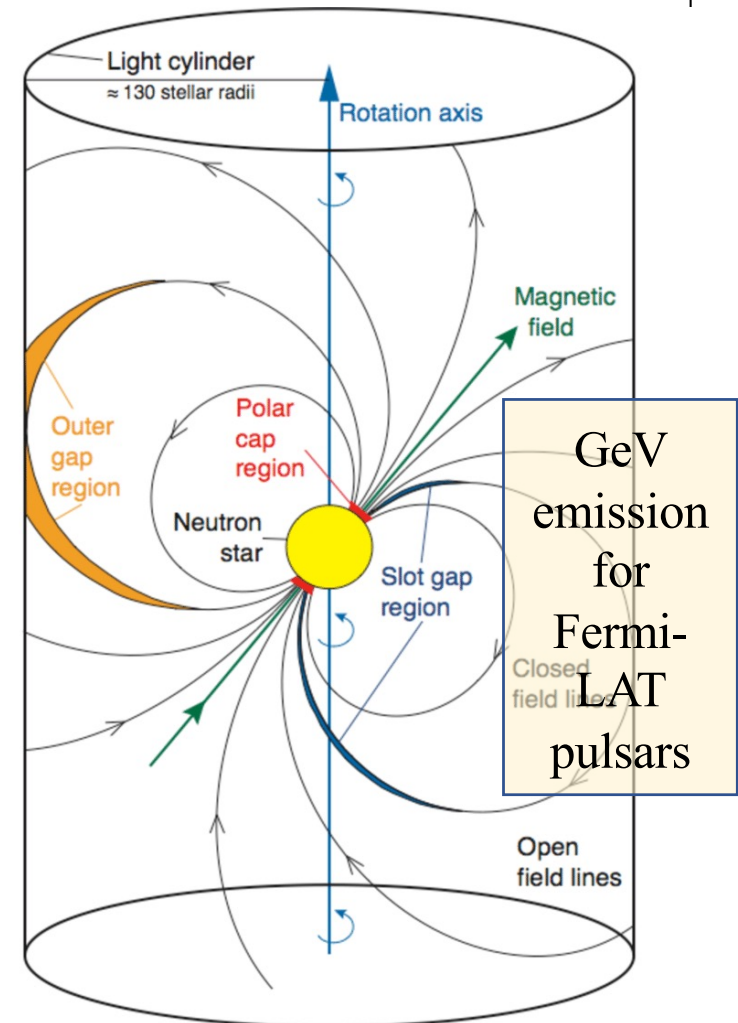 Light cylinder
≈ 130 stellar radii
Rotation axis
Magnetic
field
Polar
cap
region
Outer
gap
region
Neutron
star
Slot gap
region
GeV
emission
for
Fermi-
LAT
pulsars
Closed
field lines
Open
field lines